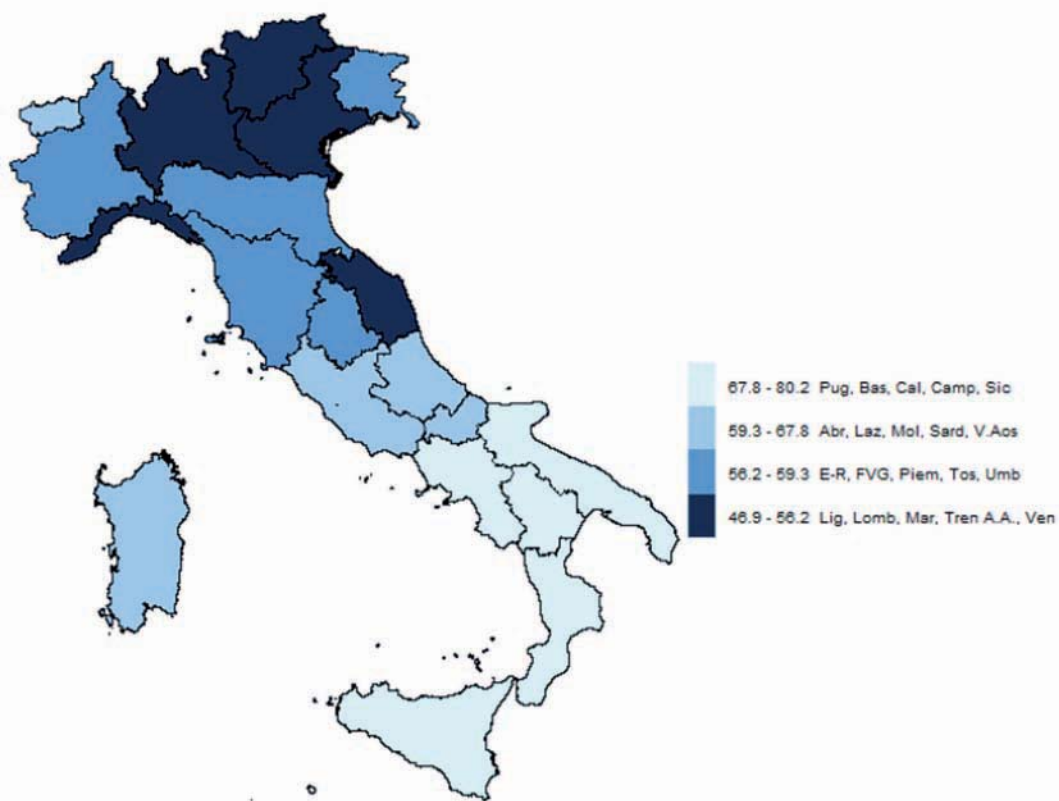 67.8 - 80.2 Pug, Bas, Cal, Camp, Sic
59.3 - 67.8 Abr, Laz, Mol, Sard, V.Aos
56.2 - 59.3 E-R, FVG, Piem, Tos, Umb
46.9 - 56.2 Lig, Lomb, Mar, Tren A.A., Ven